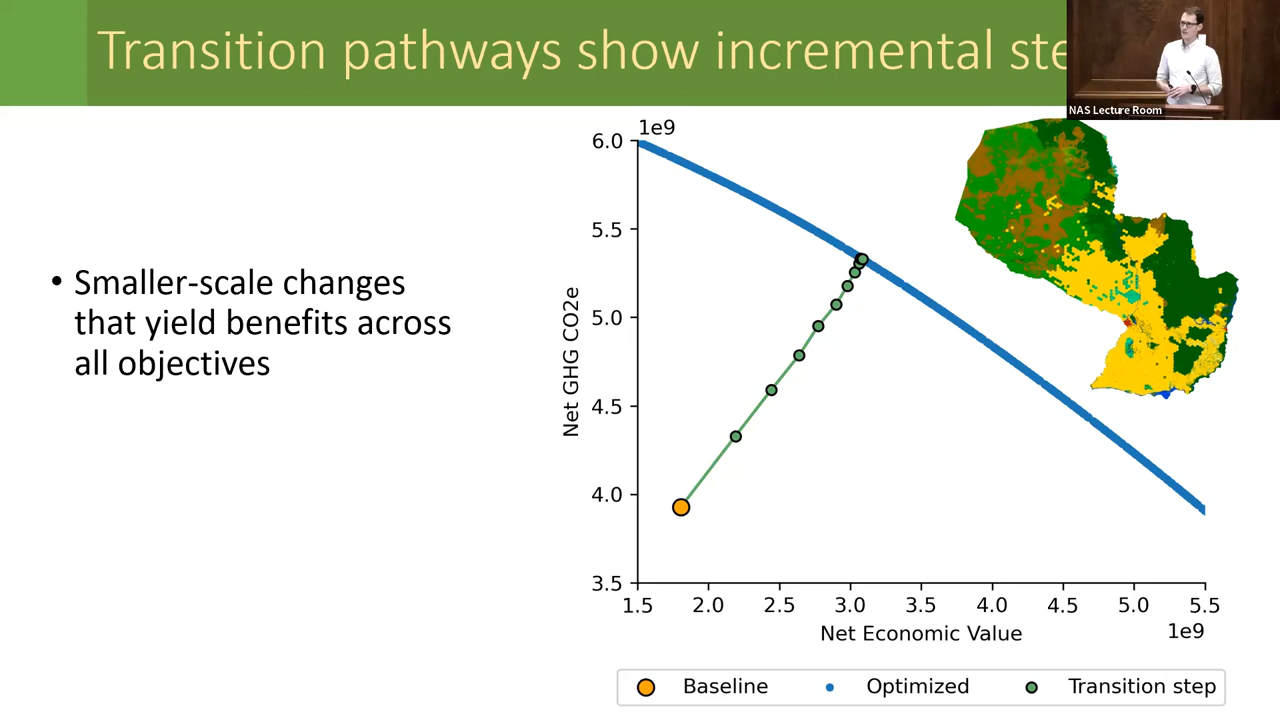 Transition pathways show incremental ste
NAS Lecture Room
• Smaller-scale changes
that yield benefits across
all objectives
1e9
6.0
5.5
5.0
4.5
4.0
3.5
Net GHG CO2e
1.5 2.0 2.5 3.0 3.5 4.0 4.5 5.0 5.5
Net Economic Value
1e9
Baseline Optimized Transition step